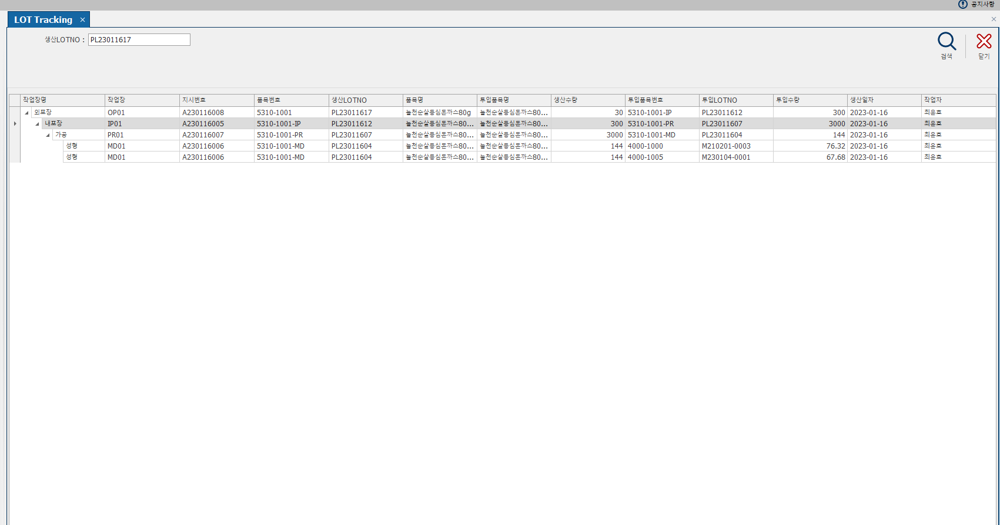 공지사항
LOT Tracking ×
생산LOTNO : PL23011617
검색 닫기
작업장명 작업장 지시번호 품목번호 생산LOTNO 품목명 투입품목명 생산수량 투입품목번호 투입LOTNO 투입수량 생산일자 작업자
외포장 OP01 A230116008 5310-1001 PL23011617 늘천순살등심돈까스80g 늘천순살등심돈까스80... 30 5310-1001-IP PL23011612 300 2023-01-16 최윤호
내포장 IP01 A230116005 5310-1001-IP PL23011612 늘천순살등심돈까스80... 늘천순살등심돈까스80... 300 5310-1001-PR PL23011607 3000 2023-01-16 최윤호
가공 PR01 A230116007 5310-1001-PR PL23011607 늘천순살등심돈까스80... 늘천순살등심돈까스80... 3000 5310-1001-MD PL23011604 144 2023-01-16 최윤호
성형 MD01 A230116006 5310-1001-MD PL23011604 늘천순살등심돈까스80... 늘천순살등심돈까스80... 144 4000-1000 M210201-0003 76.32 2023-01-16 최윤호
성형 MD01 A230116006 5310-1001-MD PL23011604 늘천순살등심돈까스80... 늘천순살등심돈까스80... 144 4000-1005 M230104-0001 67.68 2023-01-16 최윤호